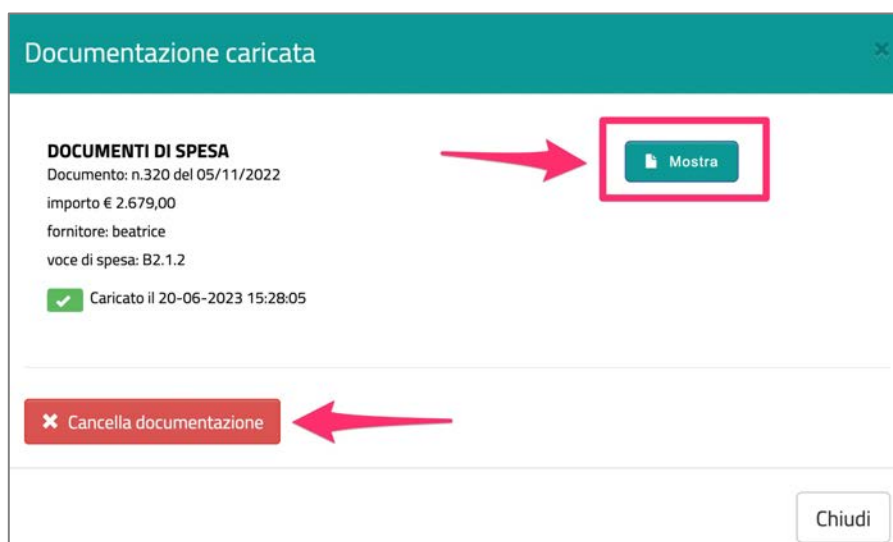 Documentazione caricata
DOCUMENTI DI SPESA
Mostra
Documento: n.320 del 05/11/2022
importo € 2.679,00
fornitore: beatrice
voce di spesa: B2.1.2
Caricato il 20-06-2023 15:28:05
Cancella documentazione
Chiudi